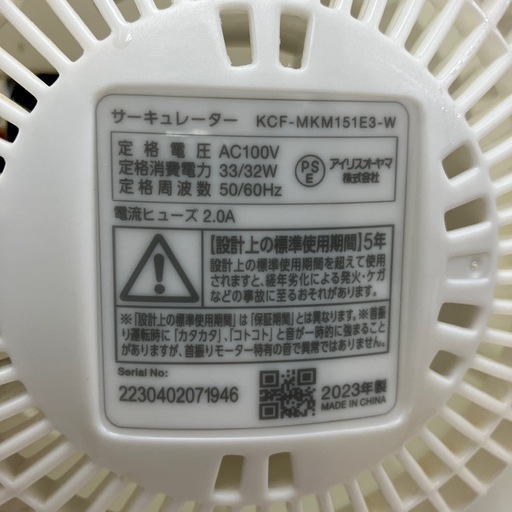 サーキュレーター KCF-MKM151E3-W
定格電圧 AC100V
定格消費電力 33/32W
定格周波数 50/60Hz
PS
E
アイリスオーヤマ
株式会社
電流ヒューズ 2.0A
【設計上の標準使用期間】5年
設計上の標準使用期間を超えて使用
されますと、経年劣化による発火・ケガ
などの事故に至るおそれがあります。
※「設計上の標準使用期間」は「保証期間」とは異なります。※首振
り運転時に「カタカタ」、「コトコト」と音が一時的に強まること
がありますが、首振りモーター特有の音で異常ではありません。
Serial No:
2230402071946
2023年製
MADE IN CHINA